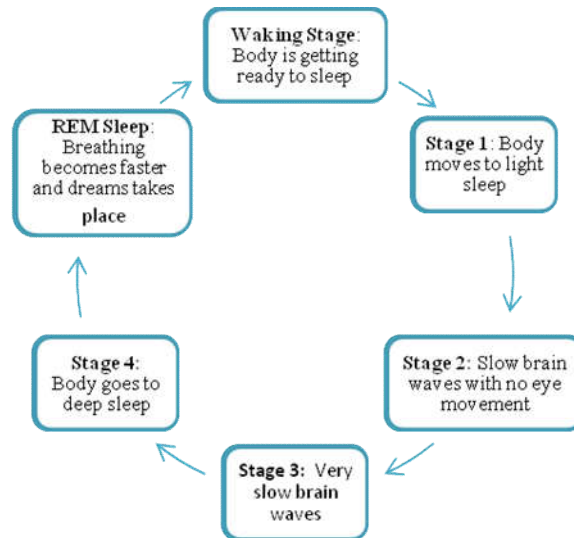 Waking Stage:
Body is getting
ready to sleep
Stage 1: Body
moves to light
sleep
Stage 2: Slow brain
waves with no eye
movement
Stage 3: Very
slow brain
waves
Stage 4:
Body goes to
deep sleep
REM Sleep:
Breathing
becomes faster
and dreams takes
place